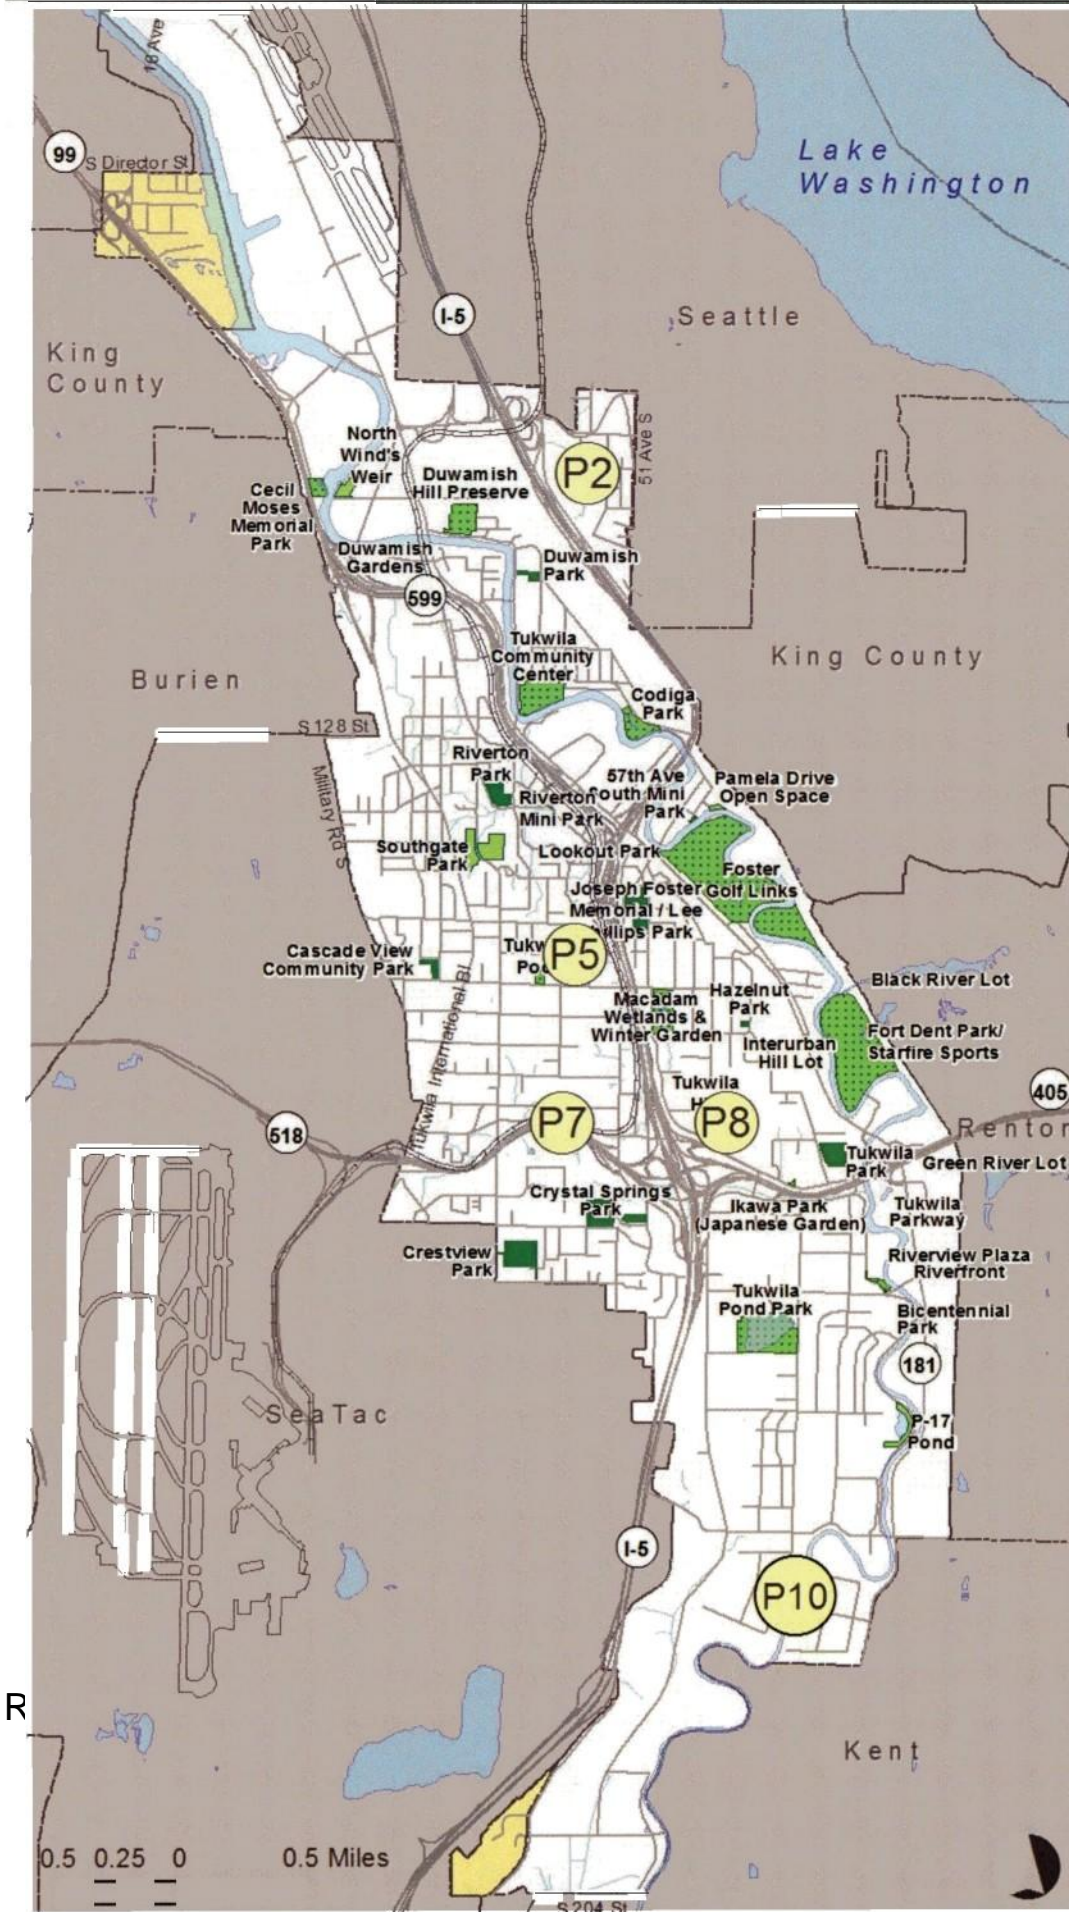 16 Ave
99
S Director St
Lake
Washington
I-5
Seattle
King
County
51 Ave S
North
Wind's
Weir
P2
Duwamish
Hill Preserve
Cecil
Moses
Memorial
Park
Duwamish
Gardens
Duwamish
Park
599
Tukwila
Community
Center
King County
Burien
Codiga
Park
S 128 St
Riverton
Park
57th Ave
South Mini
Park
Pamela Drive
Open Space
Military Rd S
Riverton
Mini Park
Southgate
Park
Lookout Park
Foster
Golf Links
Joseph Foster
Memorial / Lee
Park
P5
Cascade View
Community Park
Black River Lot
Hazelnut
Park
Macadam
Wetlands &
Winter Garden
Interurban
Hill Lot
Fort Dent Park/
Starfire Sports
Tukwila International Bl
Tukwila
405
518
P7
P8
Renton
Tukwila
Park
Green River Lot
Crystal Springs
Park
Ikawa Park
(Japanese Garden)
Tukwila
Parkway
Crestview
Park
Riverview Plaza
Riverfront
Tukwila
Pond Park
Bicentennial
Park
181
SeaTac
P-17
Pond
I-5
P10
R
Kent
0.5 0.25 0 0.5 Miles
S 204 St